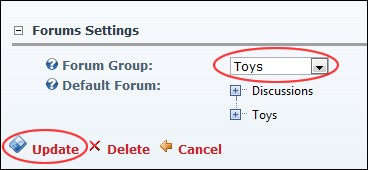 Forums Settings
Forum Group: Toys
Default Forum: Discussions
Toys
Update Delete Cancel